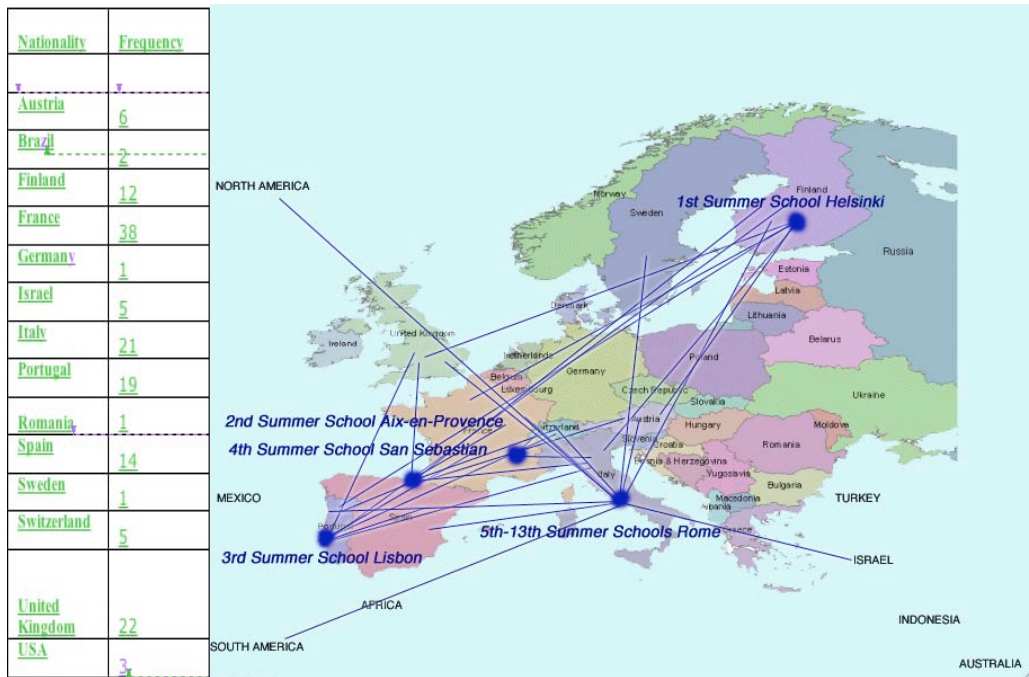 Nationality Frequency
Austria 6
Brazil 2
Finland 12
France 38
Germany 1
Israel 5
Italy 21
Portugal 19
Romania 1
Spain 14
Sweden 1
Switzerland 5
United
Kingdom 22
USA 3
NORTH AMERICA
Norway
Finland
1st Summer School Helsinki
Sweden
Russia
Estonia
Latvia
Denmark
Lithuania
United Kingdom
Ireland
Belarus
Netherlands
Poland
Belgium
Germany
Luxembourg
Czech Republic
Ukraine
Slovakia
2nd Summer School Aix-en-Provence
Austria
Moldova
France
Hungary
Slovenia
Croatia
Romania
4th Summer School San Sebastian
Bosnia & Herzegovina
Italy
Yugoslavia
Bulgaria
MEXICO
Macedonia
TURKEY
Albania
Spain
Portugal
Greece
5th-13th Summer Schools Rome
3rd Summer School Lisbon
ISRAEL
AFRICA
INDONESIA
SOUTH AMERICA
AUSTRALIA